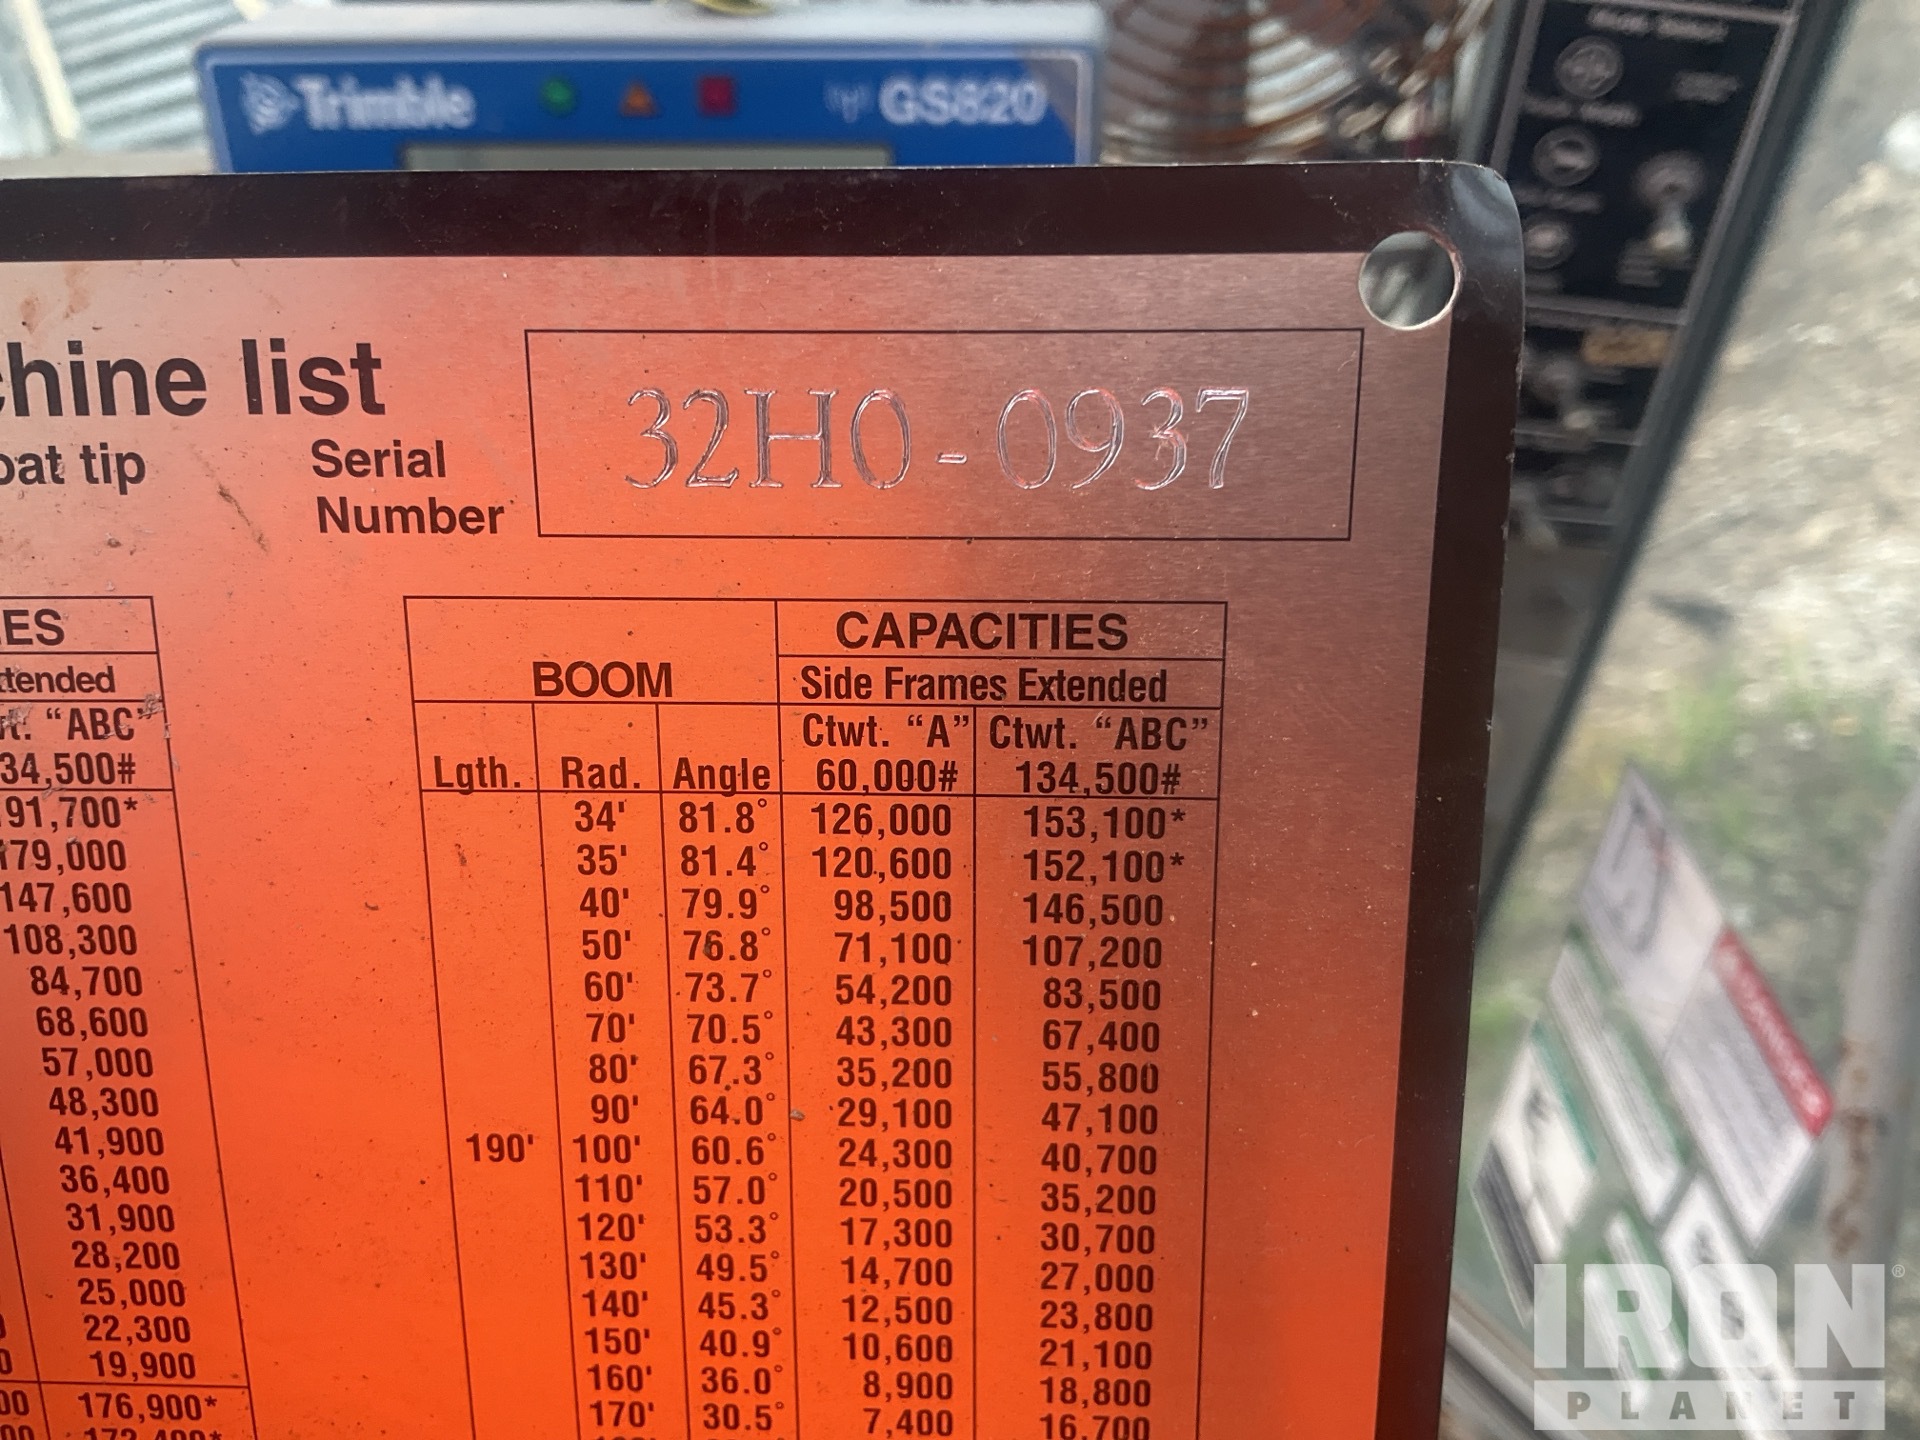 Trimble GS820
chine list
oat tip
Serial
Number
32H0-0937
ES
tended
t. "ABC"
34,500#
91,700*
179,000
147,600
108,300
84,700
68,600
57,000
48,300
41,900
36,400
31,900
28,200
25,000
22,300
19,900
176,900*
BOOM CAPACITIES
Side Frames Extended
Lgth. Rad. Angle Ctwt. "A" 60,000# Ctwt. "ABC" 134,500#
34' 81.8° 126,000 153,100*
35' 81.4° 120,600 152,100*
40' 79.9° 98,500 146,500
50' 76.8° 71,100 107,200
60' 73.7° 54,200 83,500
70' 70.5° 43,300 67,400
80' 67.3° 35,200 55,800
90' 64.0° 29,100 47,100
190' 100' 60.6° 24,300 40,700
110' 57.0° 20,500 35,200
120' 53.3° 17,300 30,700
130' 49.5° 14,700 27,000
140' 45.3° 12,500 23,800
150' 40.9° 10,600 21,100
160' 36.0° 8,900 18,800
170' 30.5° 7,400 16,700
IRON
PLANET